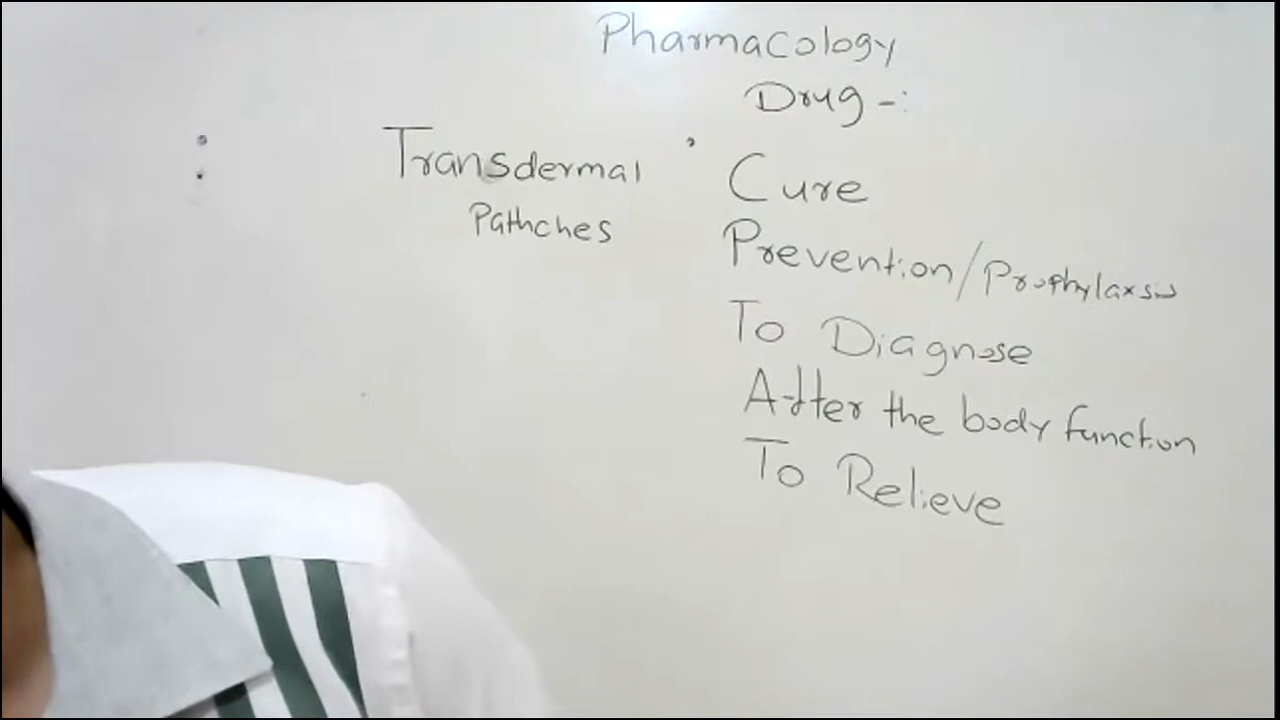 Pharmacology
Drug -:
Transdermal
Pathches
Cure
Prevention/Prophylaxsis
To Diagnose
Alter the body function
To Relieve